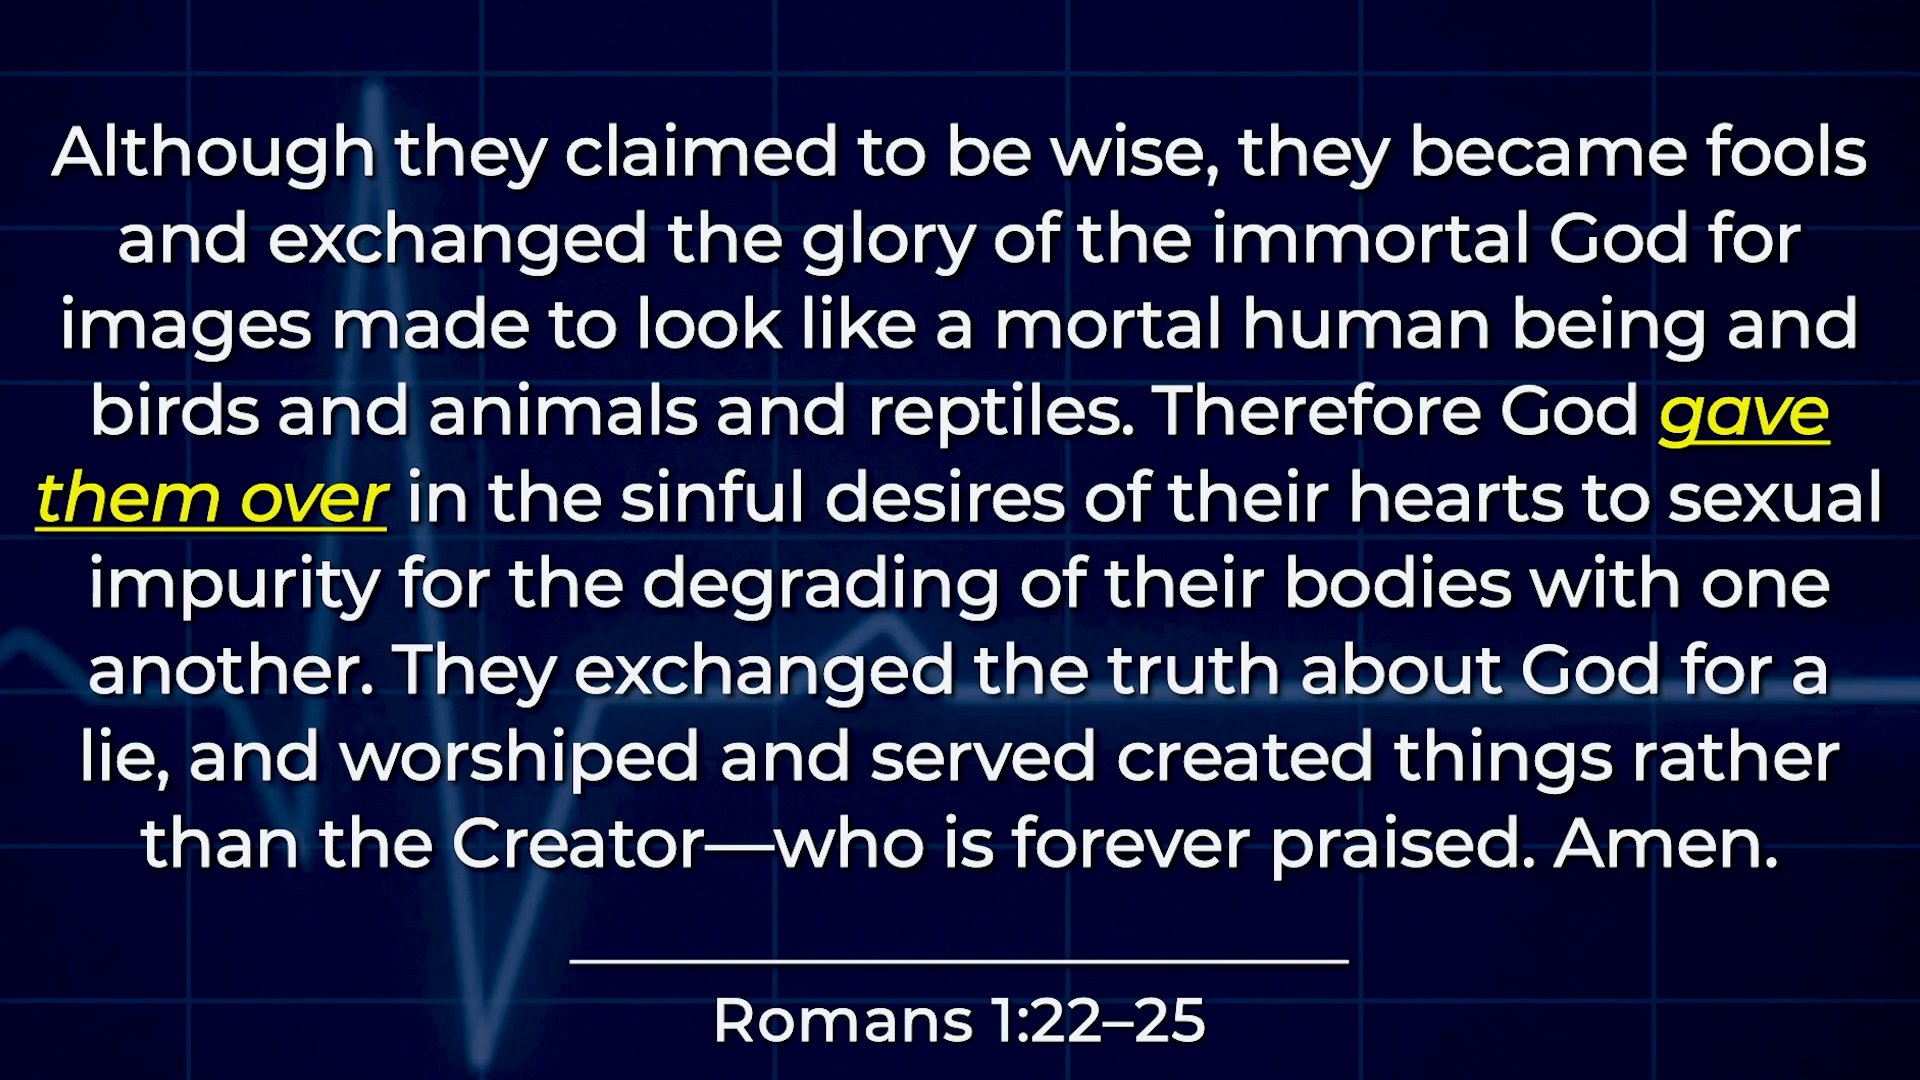 Although they claimed to be wise, they became fools
and exchanged the glory of the immortal God for
images made to look like a mortal human being and
birds and animals and reptiles. Therefore God gave
them over in the sinful desires of their hearts to sexual
impurity for the degrading of their bodies with one
another. They exchanged the truth about God for a
lie, and worshiped and served created things rather
than the Creator—who is forever praised. Amen.
Romans 1:22–25